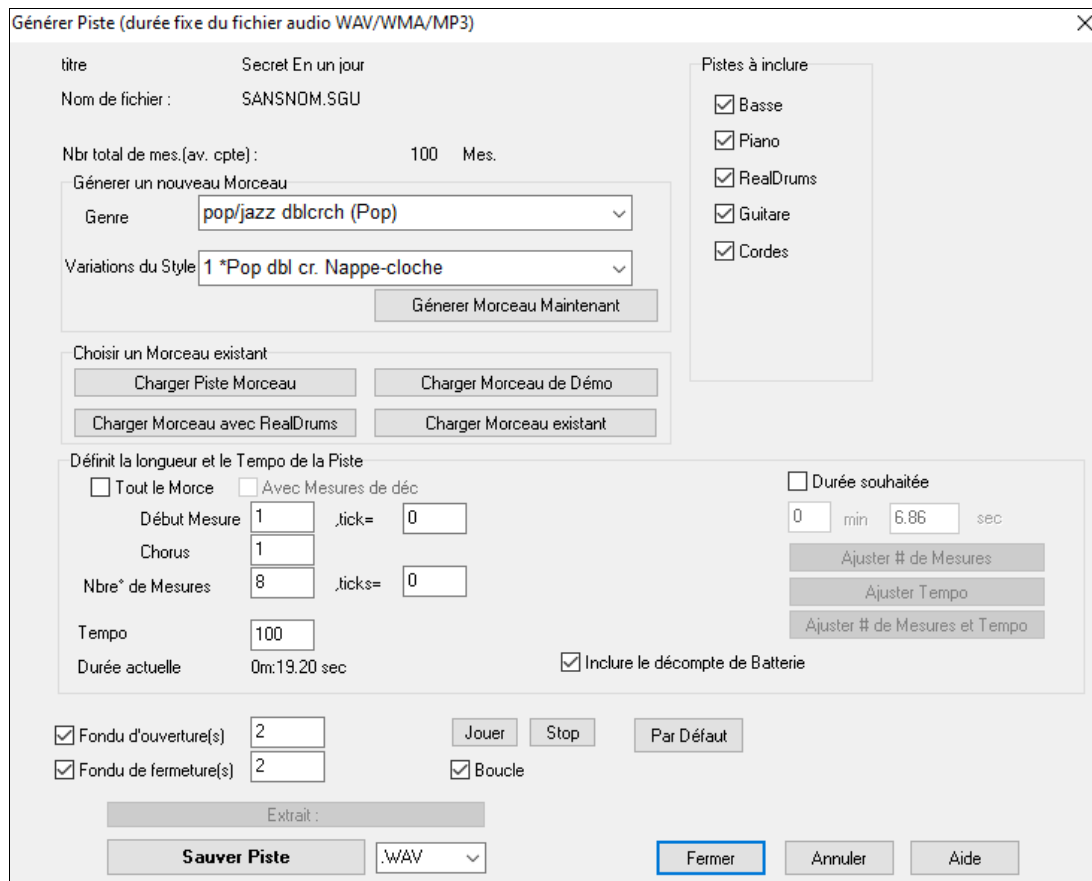 Générer Piste (durée fixe du fichier audio WAV/WMA/MP3)
titre Secret En un jour
Nom de fichier : SANSNOM.SGU
Nbr total de mes.(av. cpte) : 100 Mes.
Génerer un nouveau Morceau
Genre pop/jazz dblcrch (Pop)
Variations du Style 1 *Pop dbl cr. Nappe-cloche
Génerer Morceau Maintenant
Pistes à inclure
Basse
Piano
RealDrums
Guitare
Cordes
Choisir un Morceau existant
Charger Piste Morceau Charger Morceau de Démo
Charger Morceau avec RealDrums Charger Morceau existant
Définit la longueur et le Tempo de la Piste
Tout le Morce Avec Mesures de déc
Début Mesure 1 ,tick= 0
Chorus 1
Nbre° de Mesures 8 ,ticks= 0
Tempo 100
Durée actuelle 0m:19.20 sec
Durée souhaitée
0 min 6.86 sec
Ajuster # de Mesures
Ajuster Tempo
Ajuster # de Mesures et Tempo
Inclure le décompte de Batterie
Fondu d'ouverture(s) 2 Jouer Stop Par Défaut
Fondu de fermeture(s) 2 Boucle
Extrait :
Sauver Piste .WAV Fermer Annuler Aide